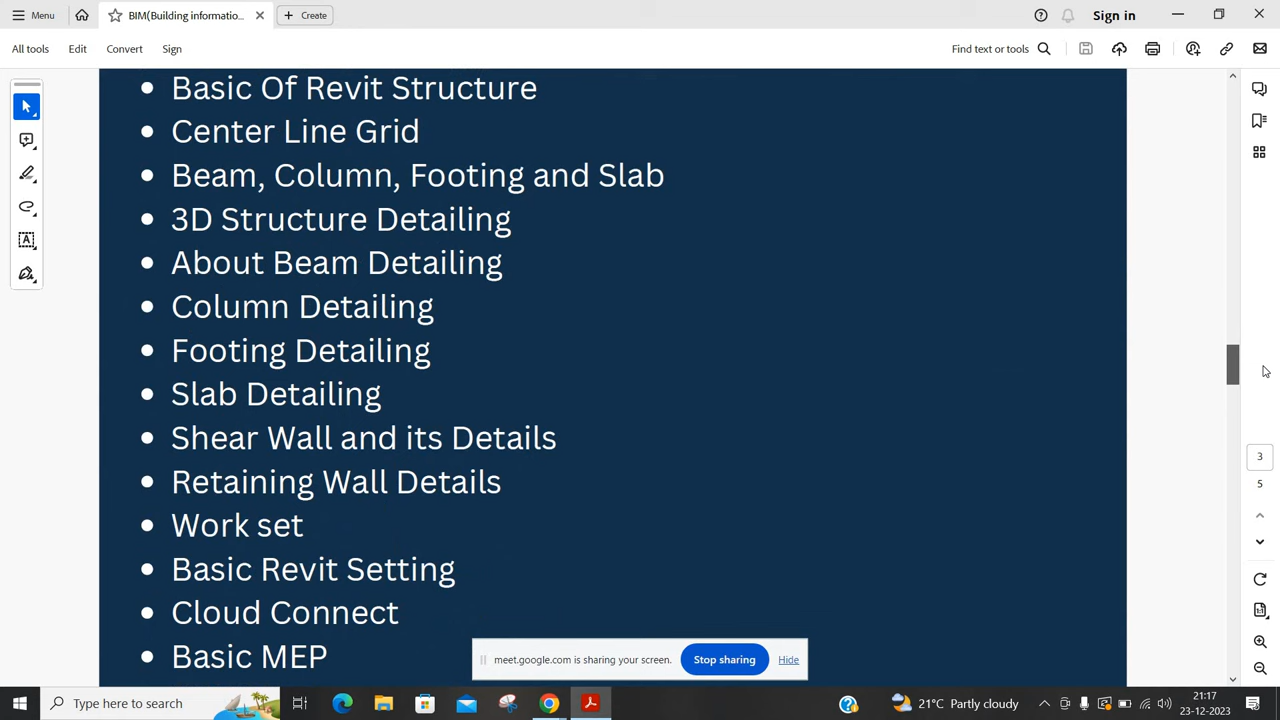 Menu
BIM(Building informatio...
Create
Sign in
All tools
Edit
Convert
Sign
Find text or tools
Basic Of Revit Structure
Center Line Grid
Beam, Column, Footing and Slab
3D Structure Detailing
About Beam Detailing
Column Detailing
Footing Detailing
Slab Detailing
Shear Wall and its Details
Retaining Wall Details
Work set
Basic Revit Setting
Cloud Connect
Basic MEP
3
5
meet.google.com is sharing your screen.
Stop sharing
Hide
Type here to search
21°C Partly cloudy
21:17
23-12-2023